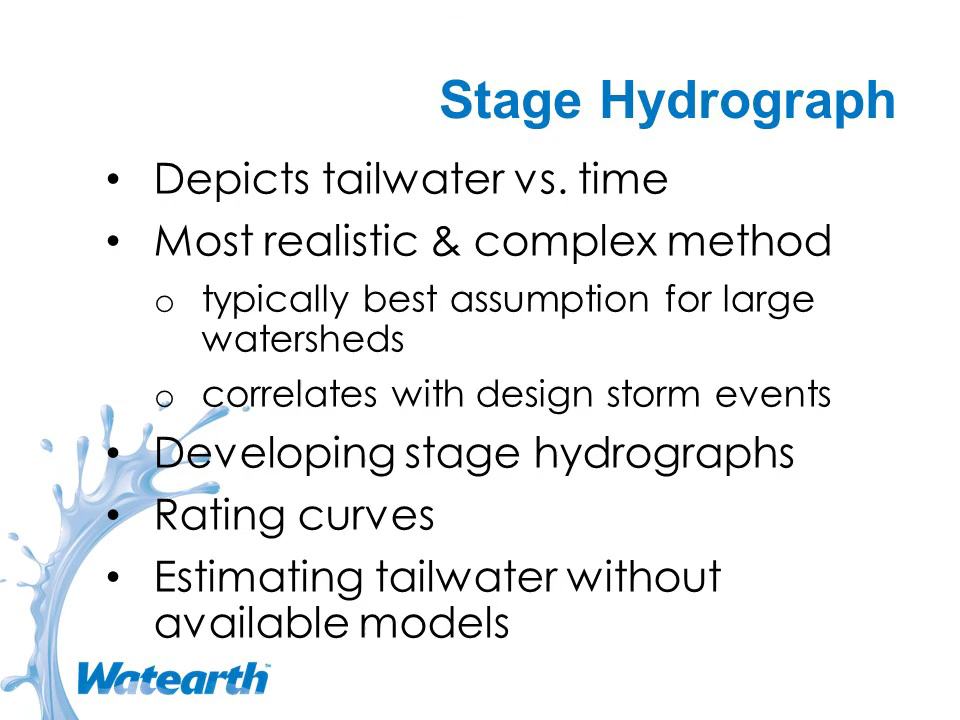 Stage Hydrograph
• Depicts tailwater vs. time
• Most realistic & complex method
o typically best assumption for large
watersheds
o correlates with design storm events
• Developing stage hydrographs
• Rating curves
• Estimating tailwater without
available models
Watearth™